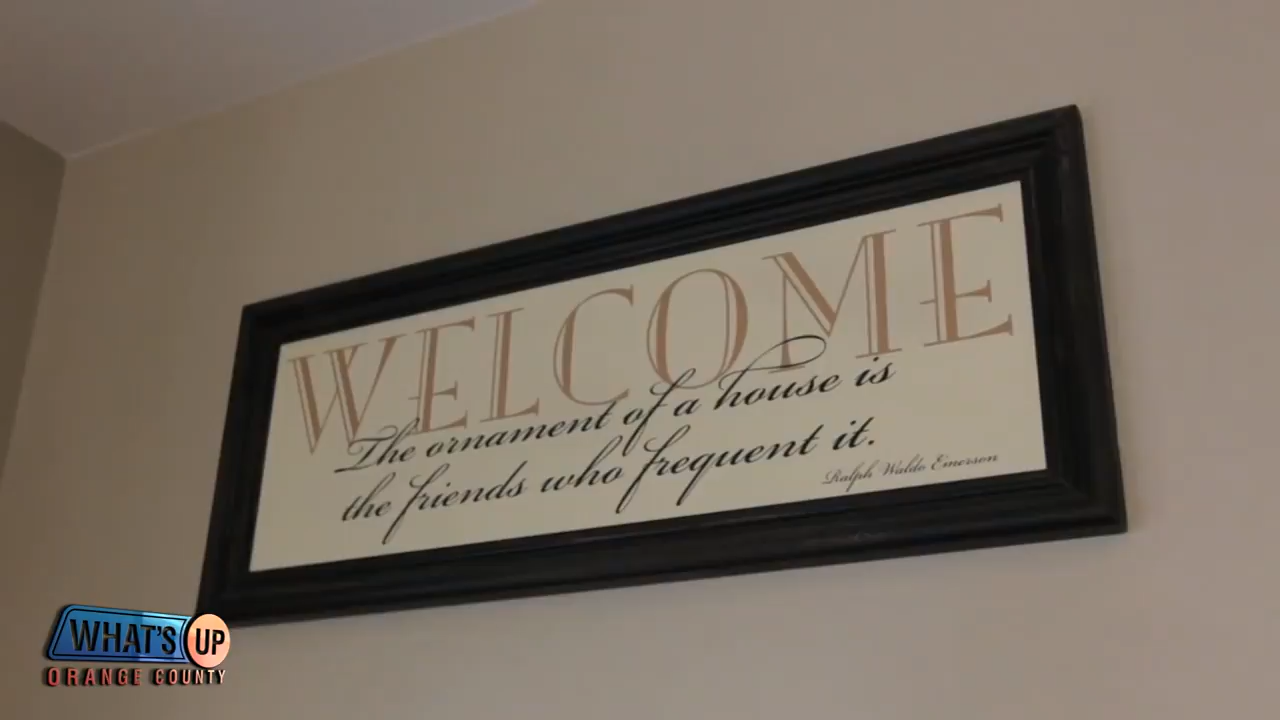 WELCOME
The ornament of a house is
the friends who frequent it.
Ralph Waldo Emerson
WHAT'S UP
ORANGE COUNTY